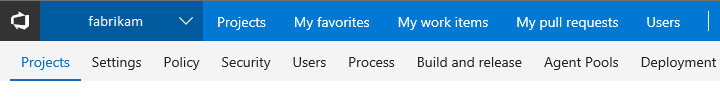 fabrikam Projects My favorites My work items My pull requests Users
Projects Settings Policy Security Users Process Build and release Agent Pools Deployment